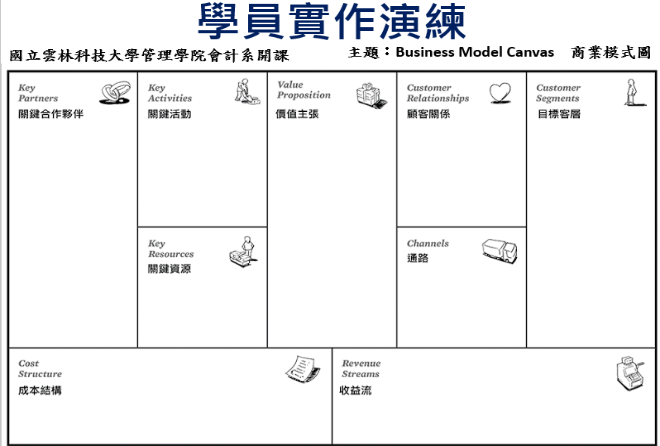 學員實作演練
國立雲林科技大學管理學院會計系開課
主題：Business Model Canvas 商業模式圖
Key
Partners
關鍵合作夥伴
Key
Activities
關鍵活動
Key
Resources
關鍵資源
Value
Proposition
價值主張
Customer
Relationships
顧客關係
Channels
通路
Customer
Segments
目標客層
Cost
Structure
成本結構
Revenue
Streams
收益流